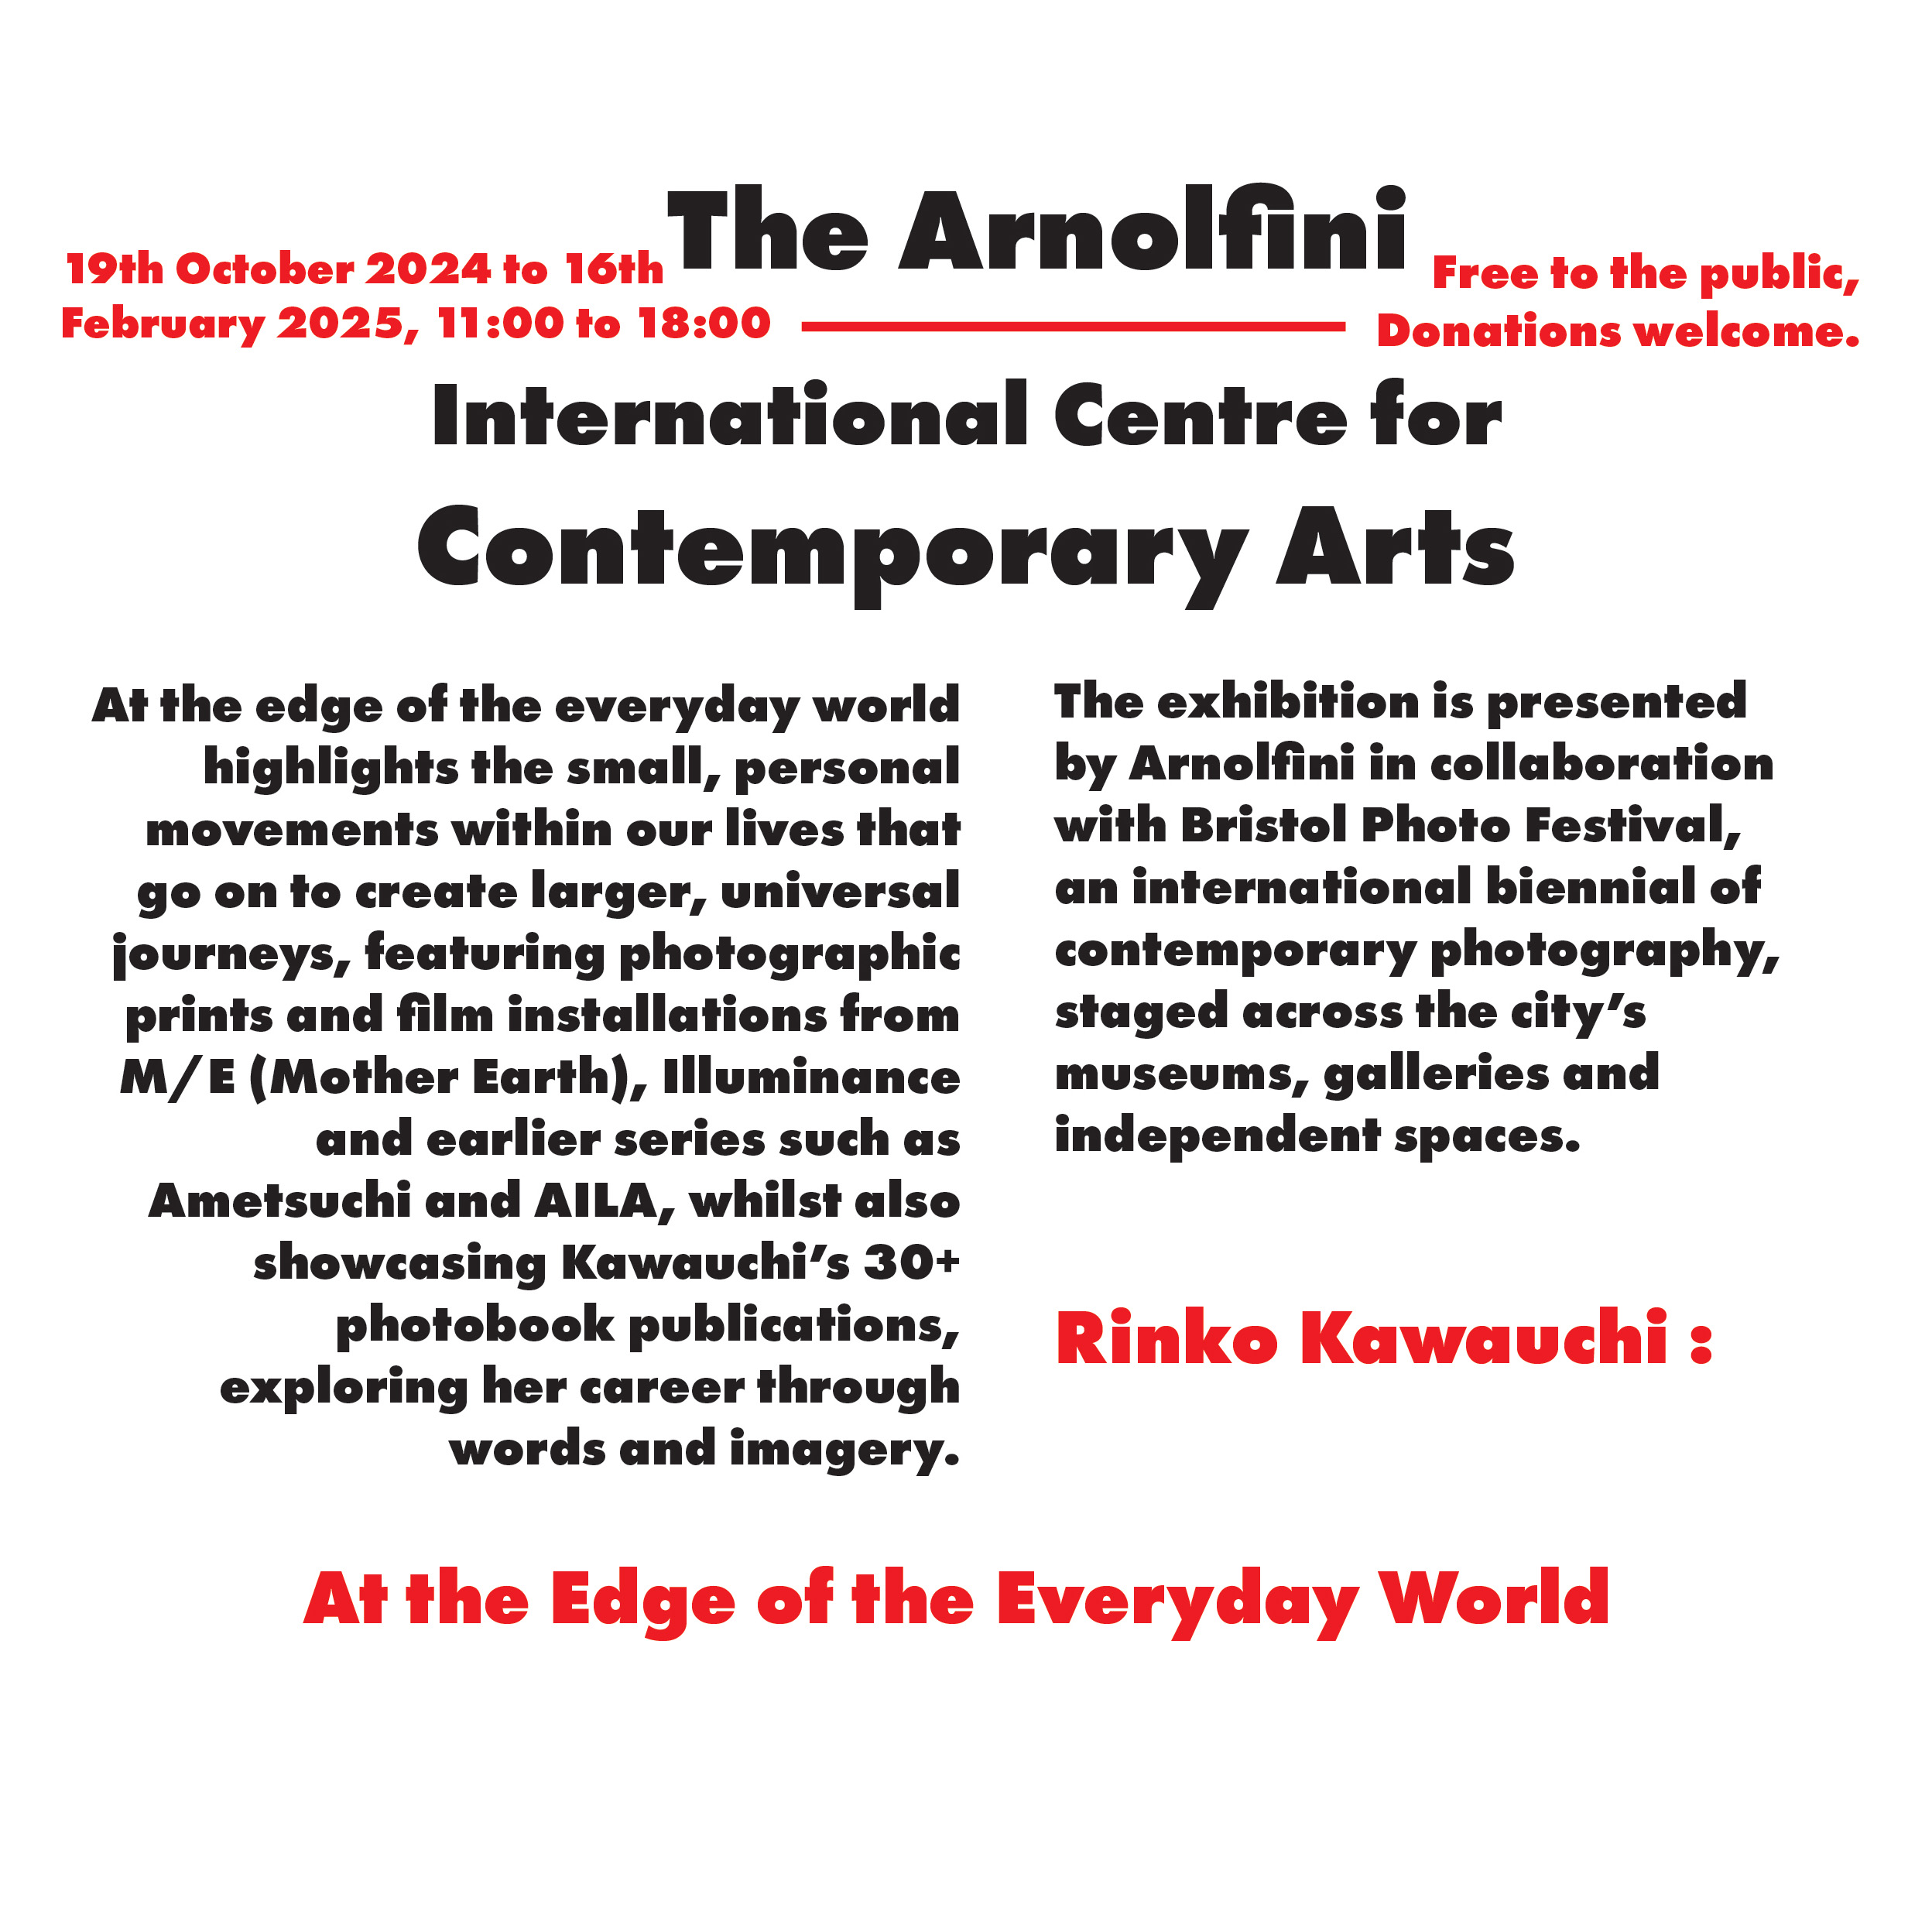 The Arnolfini
19th October 2024 to 16th
February 2025, 11:00 to 18:00
Free to the public,
Donations welcome.
International Centre for
Contemporary Arts
At the edge of the everyday world
highlights the small, personal
movements within our lives that
go on to create larger, universal
journeys, featuring photographic
prints and film installations from
M/E (Mother Earth), Illuminance
and earlier series such as
Ametsuchi and AILA, whilst also
showcasing Kawauchi’s 30+
photobook publications,
exploring her career through
words and imagery.
The exhibition is presented
by Arnolfini in collaboration
with Bristol Photo Festival,
an international biennial of
contemporary photography,
staged across the city’s
museums, galleries and
independent spaces.
Rinko Kawauchi :
At the Edge of the Everyday World